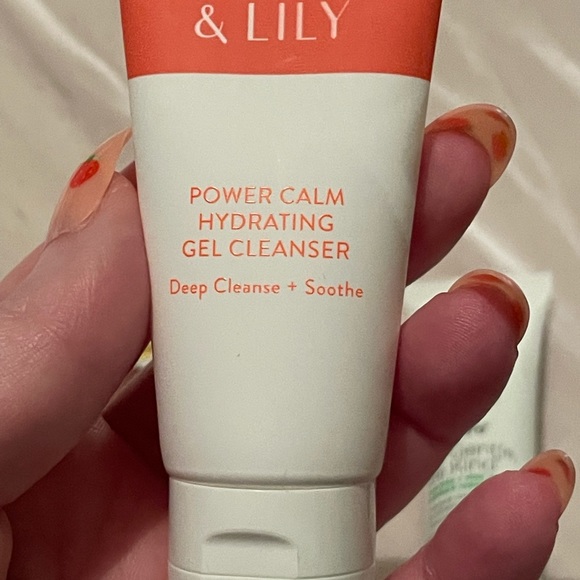 & LILY
POWER CALM
HYDRATING
GEL CLEANSER
Deep Cleanse + Soothe